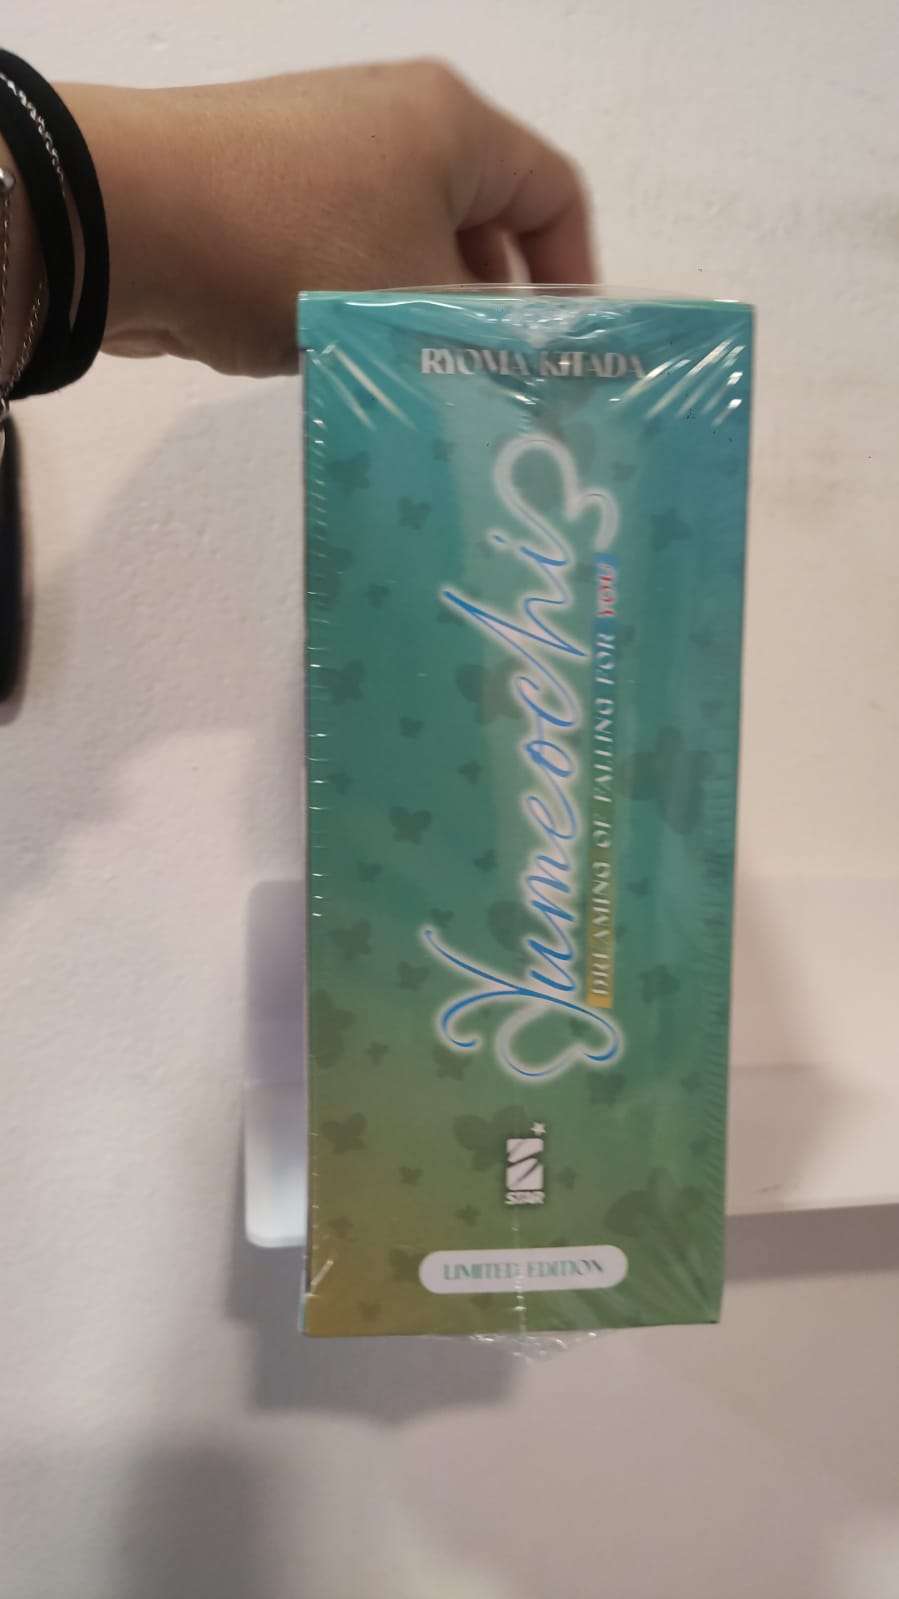 RYOMA KITADA
Yumeochi
DREAMING OF FALLING FOR YOU
STAR
LIMITED EDITION